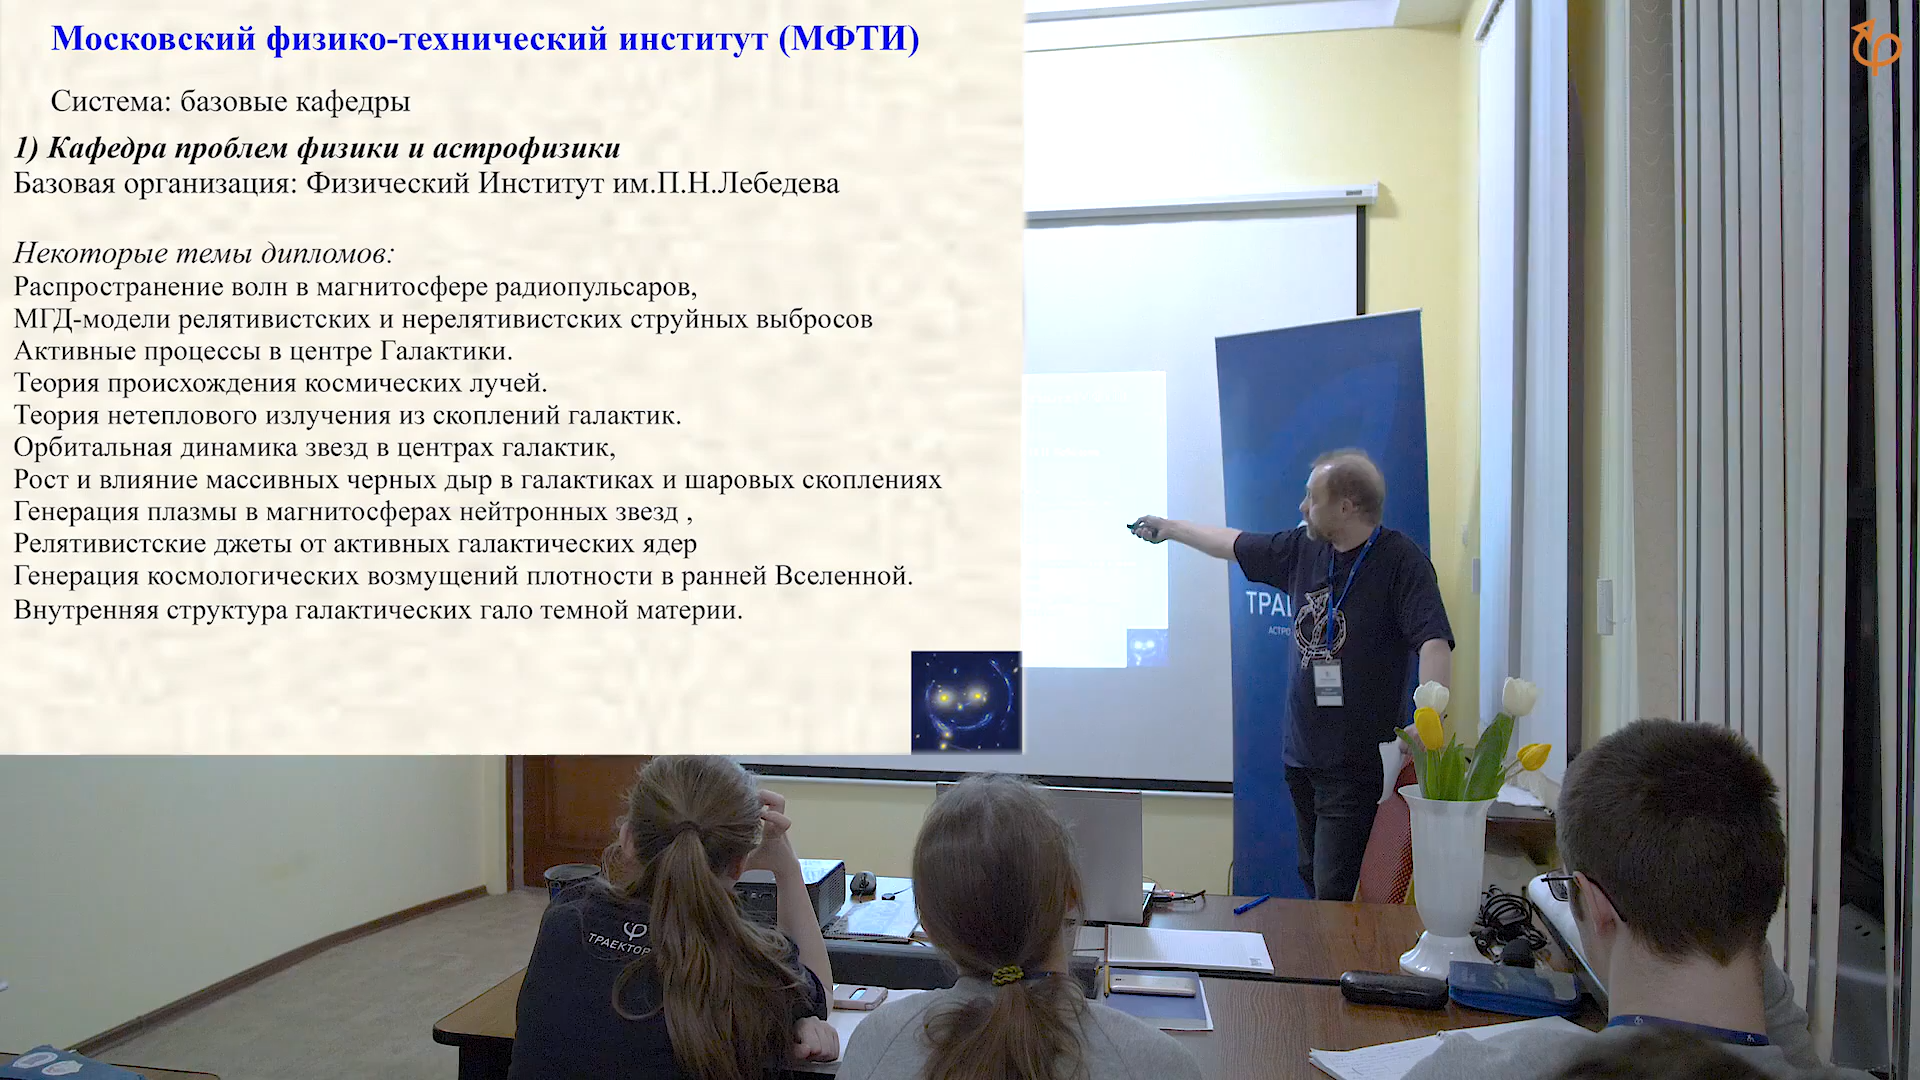 Московский физико-технический институт (МФТИ)
Система: базовые кафедры
1) Кафедра проблем физики и астрофизики
Базовая организация: Физический Институт им.П.Н.Лебедева
Некоторые темы дипломов:
Распространение волн в магнитосфере радиопульсаров,
МГД-модели релятивистских и нерелятивистских струйных выбросов
Активные процессы в центре Галактики.
Теория происхождения космических лучей.
Теория нетеплового излучения из скоплений галактик.
Орбитальная динамика звезд в центрах галактик,
Рост и влияние массивных черных дыр в галактиках и шаровых скоплениях
Генерация плазмы в магнитосферах нейтронных звезд ,
Релятивистские джеты от активных галактических ядер
Генерация космологических возмущений плотности в ранней Вселенной.
Внутренняя структура галактических гало темной материи.
ТРА
АСТРО
ТРАЕКТОР